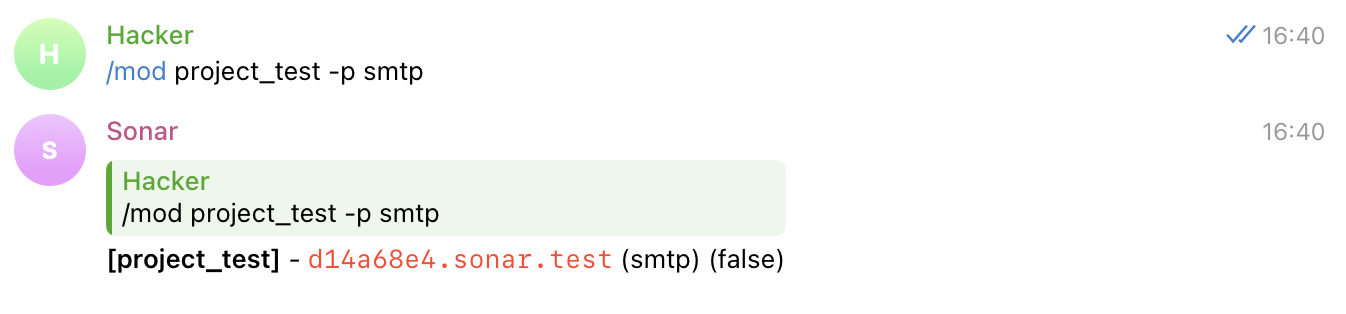 H
Hacker
16:40
/mod project_test -p smtp
S
Sonar
16:40
Hacker
/mod project_test -p smtp
[project_test] - d14a68e4.sonar.test (smtp) (false)